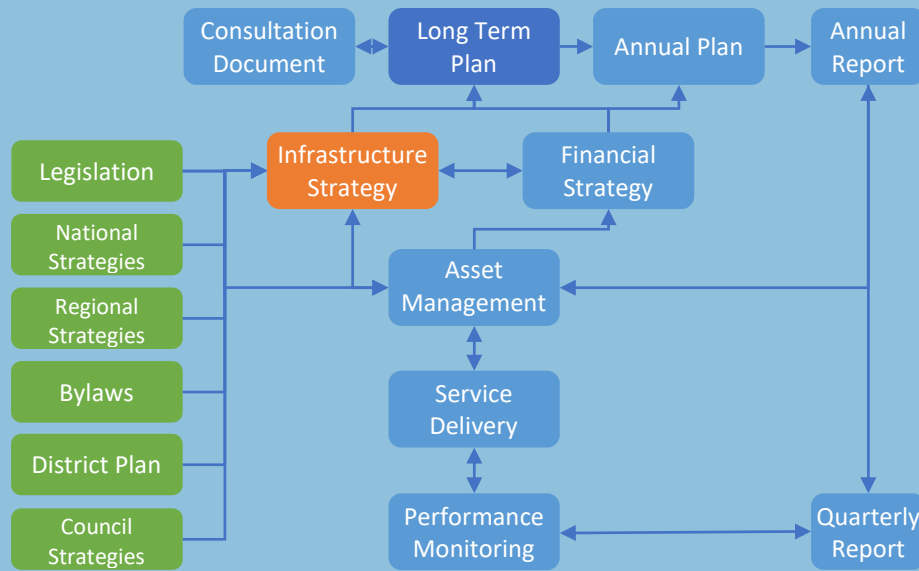 Consultation
Document
Long Term
Plan
Annual Plan
Annual
Report
Legislation
Infrastructure
Strategy
Financial
Strategy
National
Strategies
Asset
Management
Regional
Strategies
Bylaws
Service
Delivery
District Plan
Council
Strategies
Performance
Monitoring
Quarterly
Report